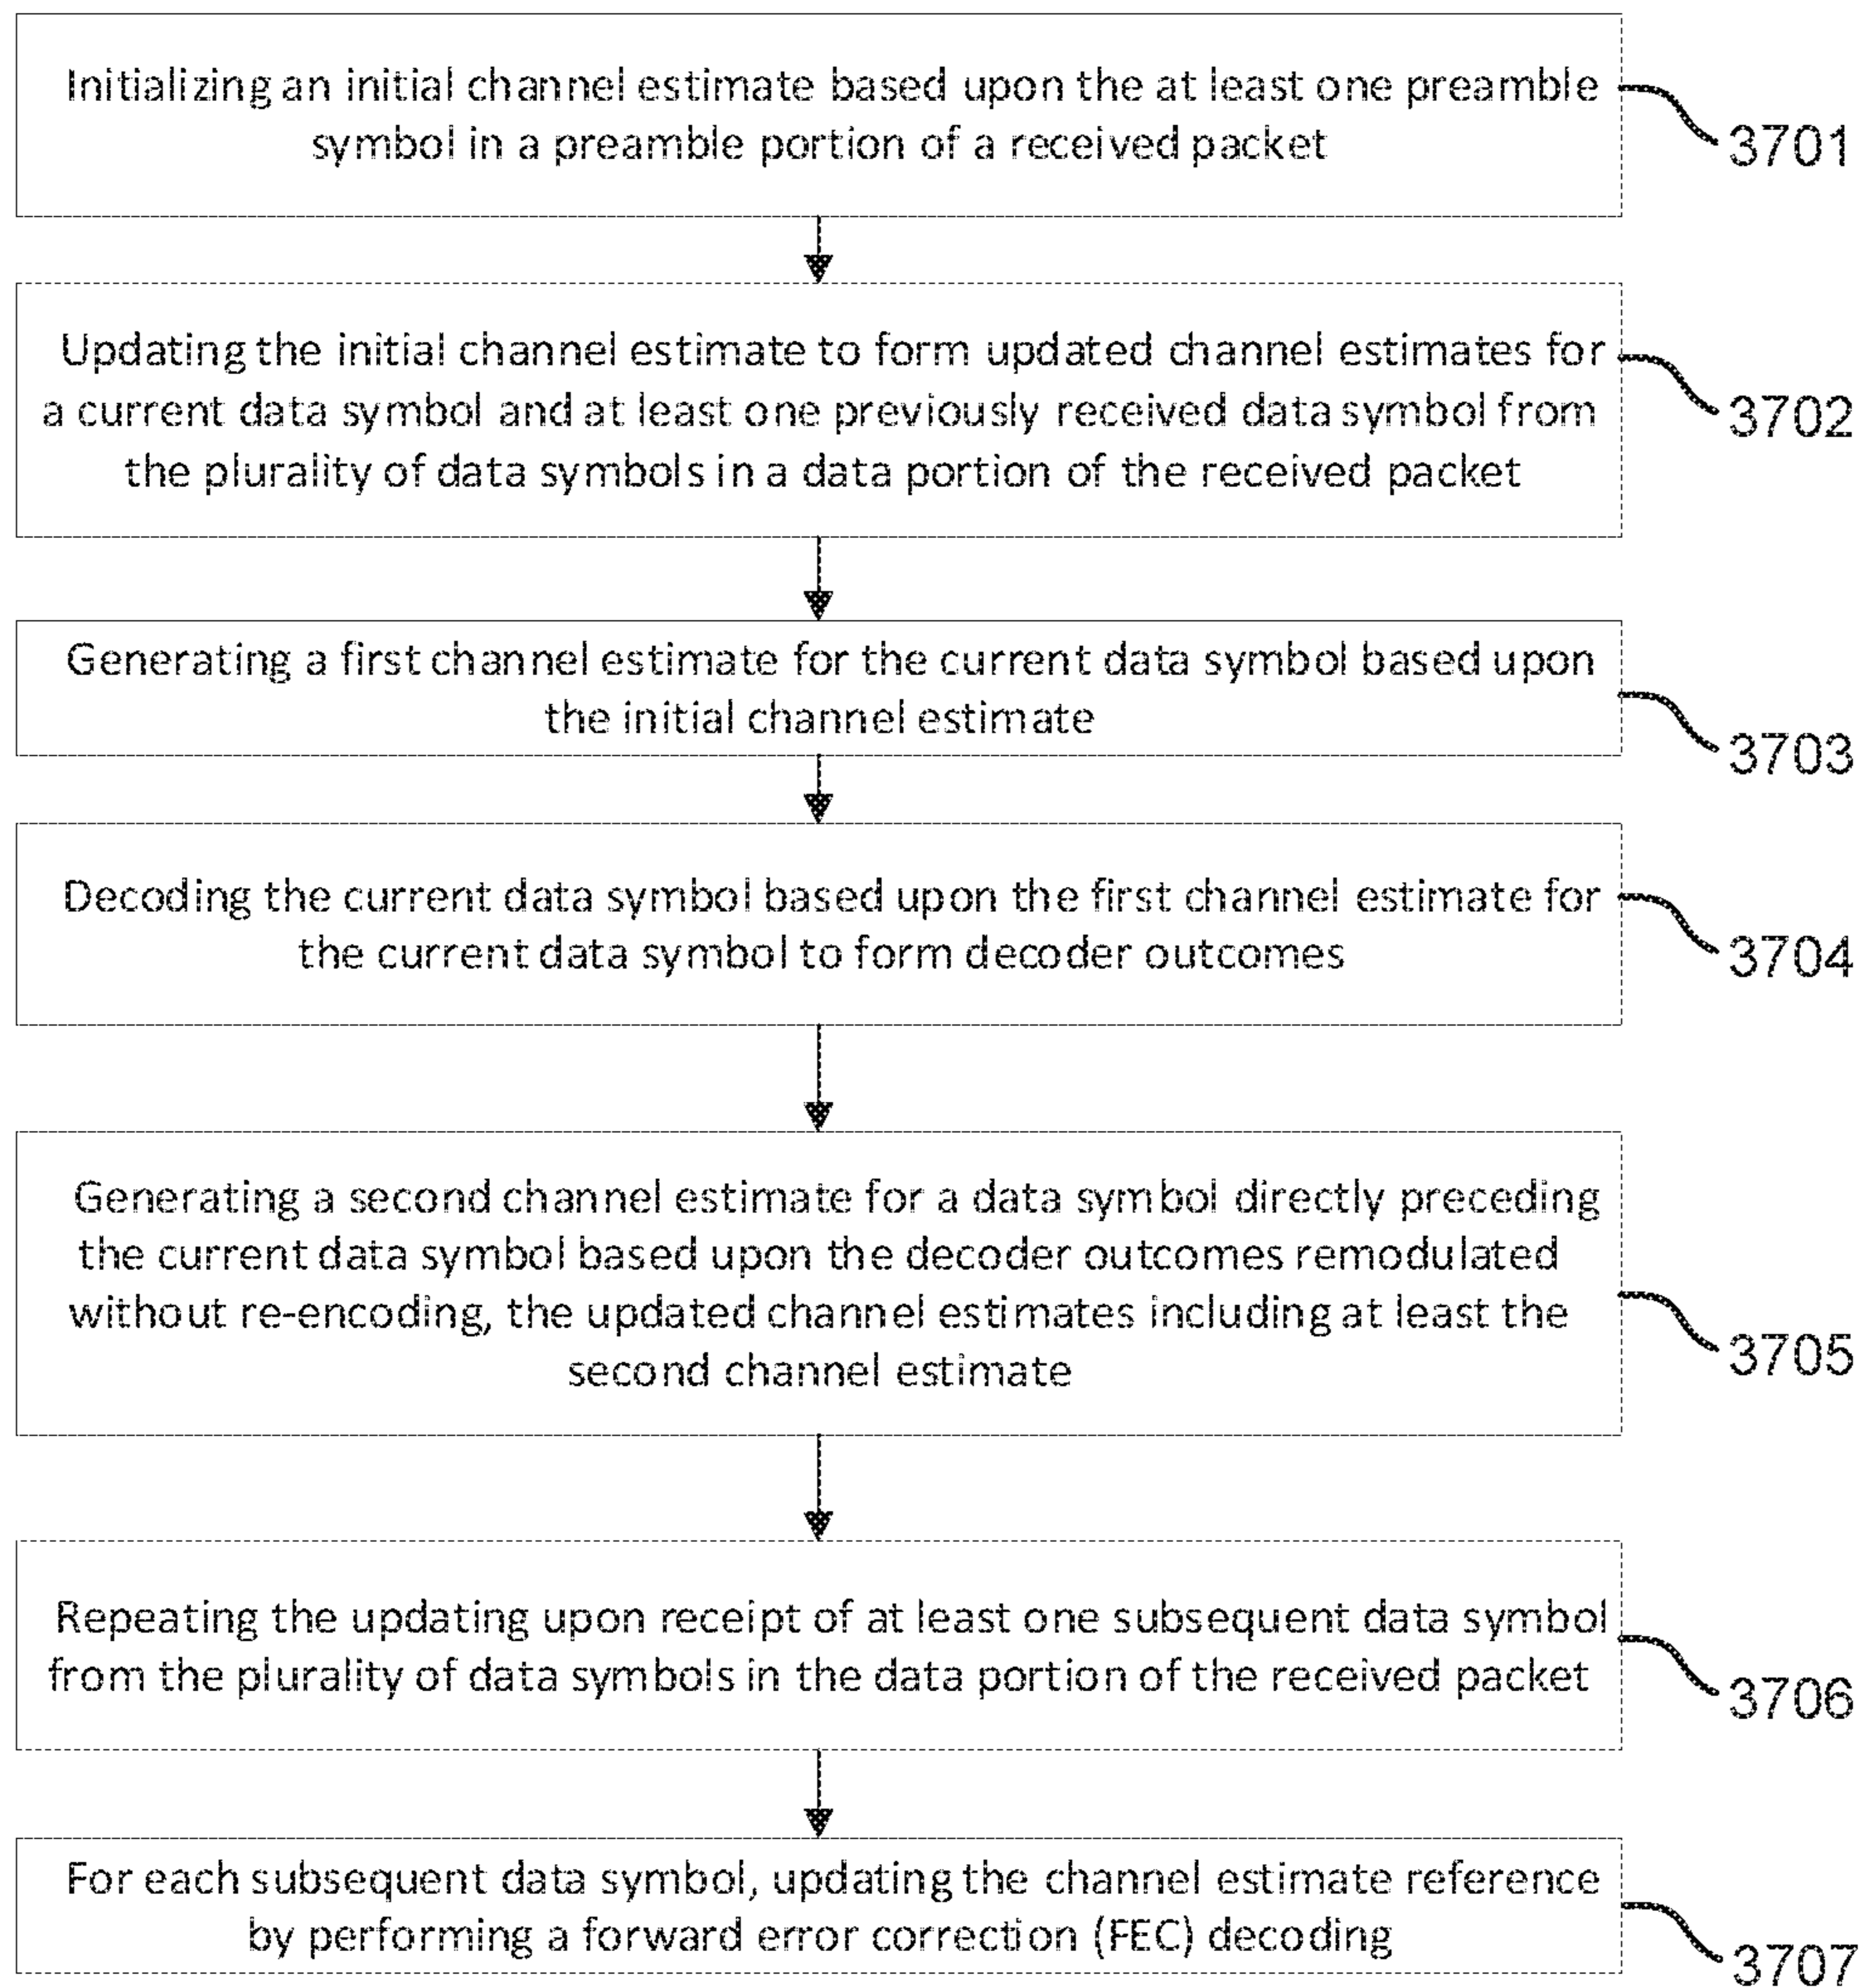 Initializing an initial channel estimate based upon the at least one preamble
symbol in a preamble portion of a received packet
3701
Updating the initial channel estimate to form updated channel estimates for
a current data symbol and at least one previously received data symbol from
the plurality of data symbols in a data portion of the received packet
3702
Generating a first channel estimate for the current data symbol based upon
the initial channel estimate
3703
Decoding the current data symbol based upon the first channel estimate for
the current data symbol to form decoder outcomes
3704
Generating a second channel estimate for a data symbol directly preceding
the current data symbol based upon the decoder outcomes remodulated
without re-encoding, the updated channel estimates including at least the
second channel estimate
3705
Repeating the updating upon receipt of at least one subsequent data symbol
from the plurality of data symbols in the data portion of the received packet
3706
For each subsequent data symbol, updating the channel estimate reference
by performing a forward error correction (FEC) decoding
3707